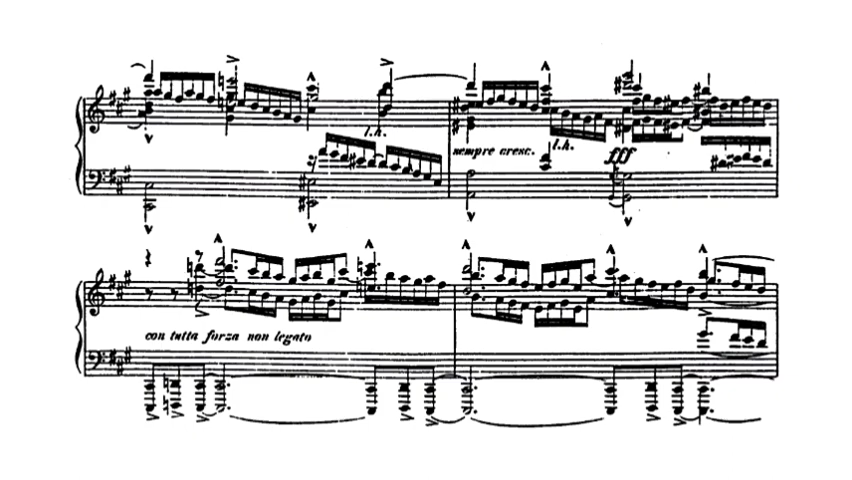 l.h.
sempre cresc.
l.h.
fff
con tutta forza non legato